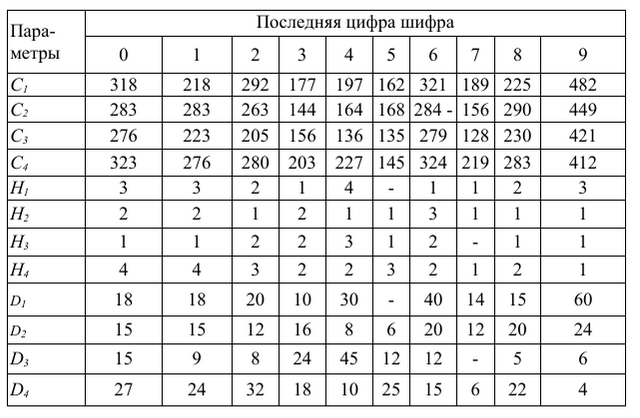 Пара-
метры
Последняя цифра шифра
0 1 2 3 4 5 6 7 8 9
C1 318 218 292 177 197 162 321 189 225 482
C2 283 283 263 144 164 168 284 - 156 290 449
C3 276 223 205 156 136 135 279 128 230 421
C4 323 276 280 203 227 145 324 219 283 412
H1 3 3 2 1 4 - 1 1 2 3
H2 2 2 1 2 1 1 3 1 1 1
H3 1 1 2 2 3 1 2 - 1 1
H4 4 4 3 2 2 3 2 1 2 1
D1 18 18 20 10 30 - 40 14 15 60
D2 15 15 12 16 8 6 20 12 20 24
D3 15 9 8 24 45 12 12 - 5 6
D4 27 24 32 18 10 25 15 6 22 4